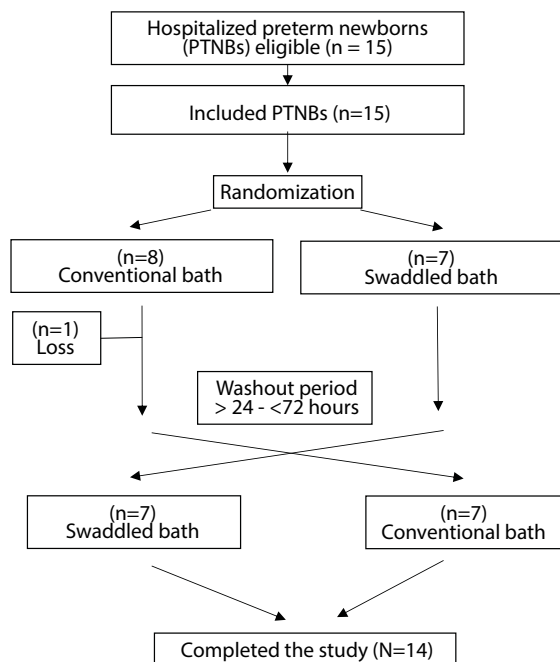 Hospitalized preterm newborns
(PTNBs) eligible (n = 15)
Included PTNBs (n=15)
Randomization
(n=8)
Conventional bath
(n=7)
Swaddled bath
(n=1)
Loss
Washout period
> 24 - <72 hours
(n=7)
Swaddled bath
(n=7)
Conventional bath
Completed the study (N=14)